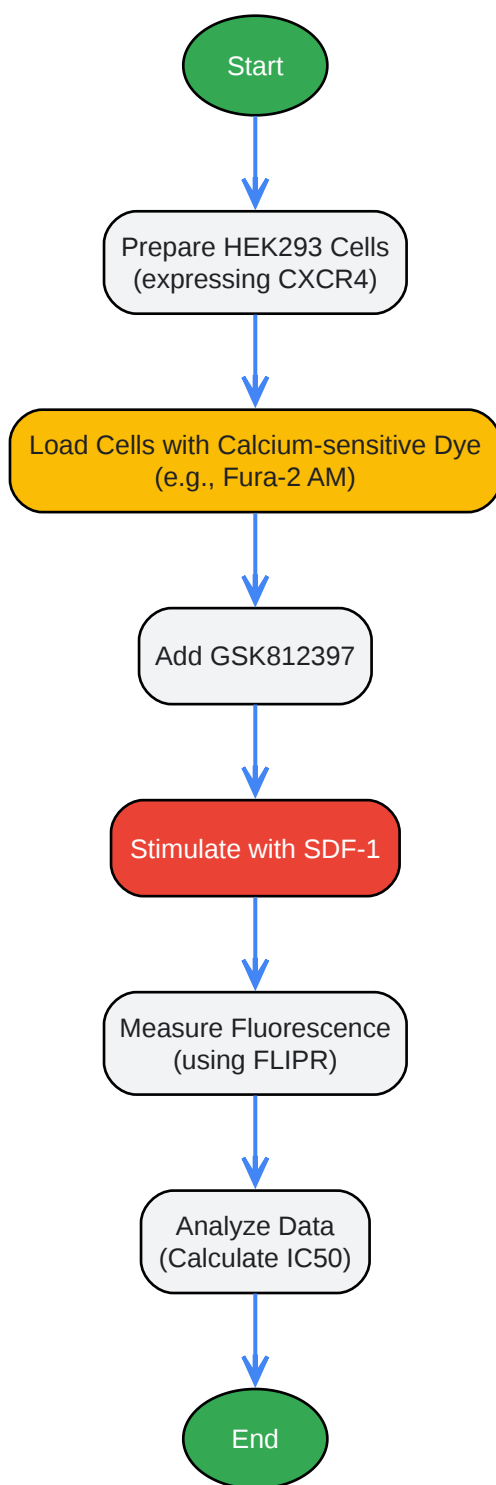 Start
Prepare HEK293 Cells
(expressing CXCR4)
Load Cells with Calcium-sensitive Dye
(e.g., Fura-2 AM)
Add GSK812397
Stimulate with SDF-1
Measure Fluorescence
(using FLIPR)
Analyze Data
(Calculate IC50)
End